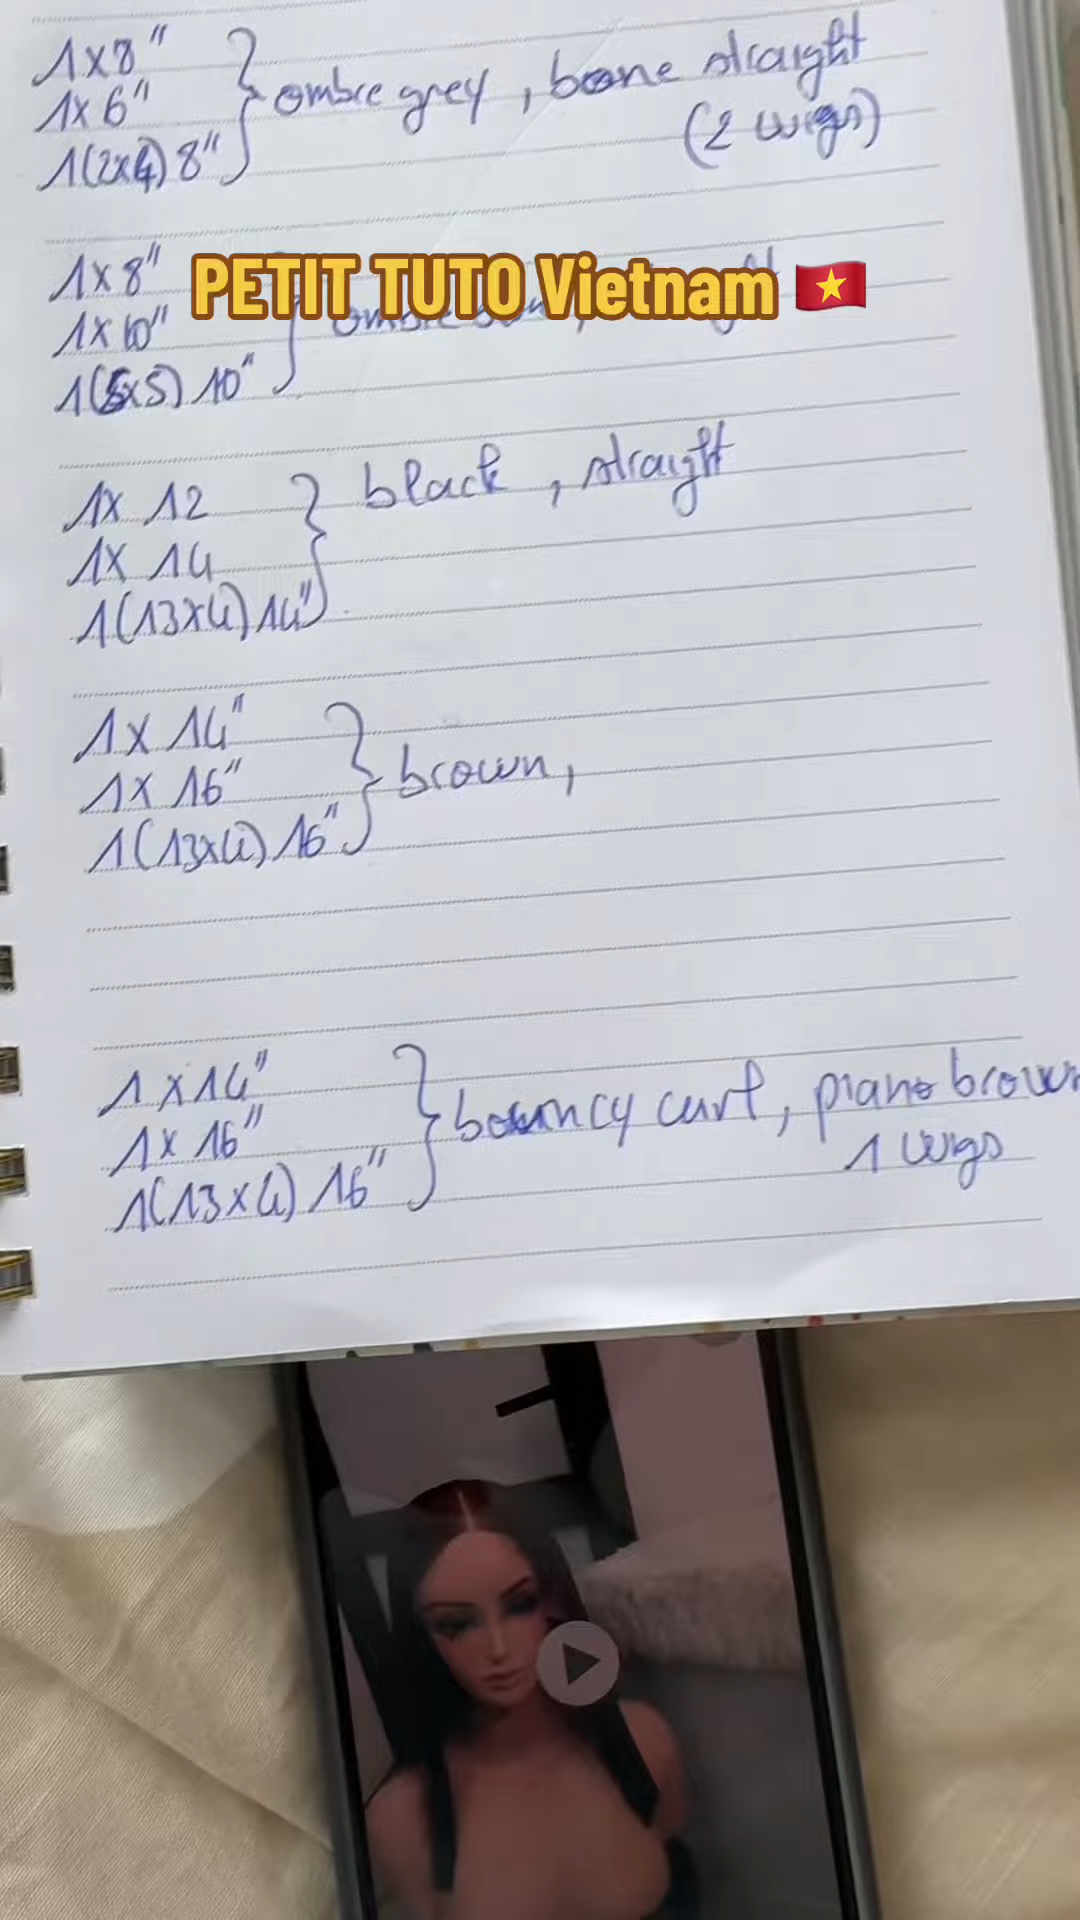 1x8"
1x6" ombre grey, bone straight
1(2x4) 8" (2 wigs)
PETIT TUTO Vietnam 🇻🇳
1x8"
1x10" ombre
1(5x5) 10"
1x 12 black, straight
1x 14
1(13x4) 14"
1x 14"
1x 16" brown,
1(13x4) 16"
1x14"
1x 16" bouncy curl, piano brown
1(13x4) 16" 1 wigs